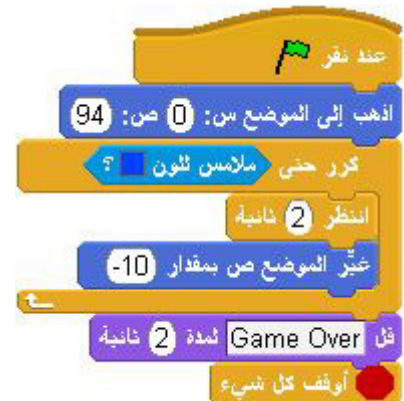 عند نقر
اذهب إلى الموضع س: 0 ص: 94
كرر حتى ملامس للون ؟
انتظر 2 ثانية
غيِّر الموضع ص بمقدار -10
قل Game Over لمدة 2 ثانية
أوقف كل شيء